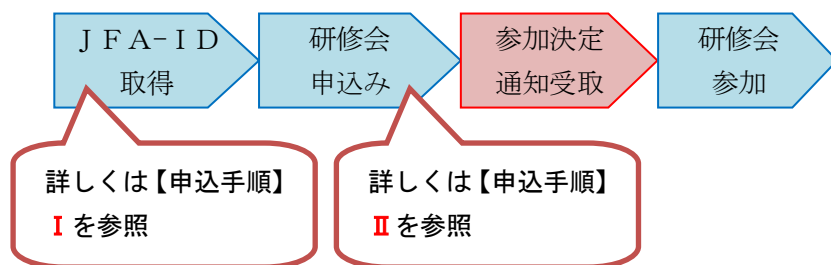 ＪＦＡ−ＩＤ
取得
研修会
申込み
参加決定
通知受取
研修会
参加
詳しくは【申込手順】
Ⅰを参照
詳しくは【申込手順】
Ⅱを参照